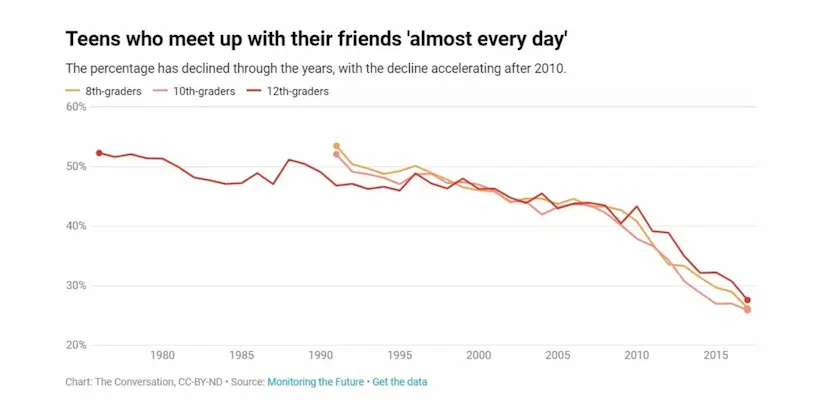 Teens who meet up with their friends 'almost every day'
The percentage has declined through the years, with the decline accelerating after 2010.
8th-graders 10th-graders 12th-graders
60%
50%
40%
30%
20%
1980 1985 1990 1995 2000 2005 2010 2015
Chart: The Conversation, CC-BY-ND • Source: Monitoring the Future • Get the data